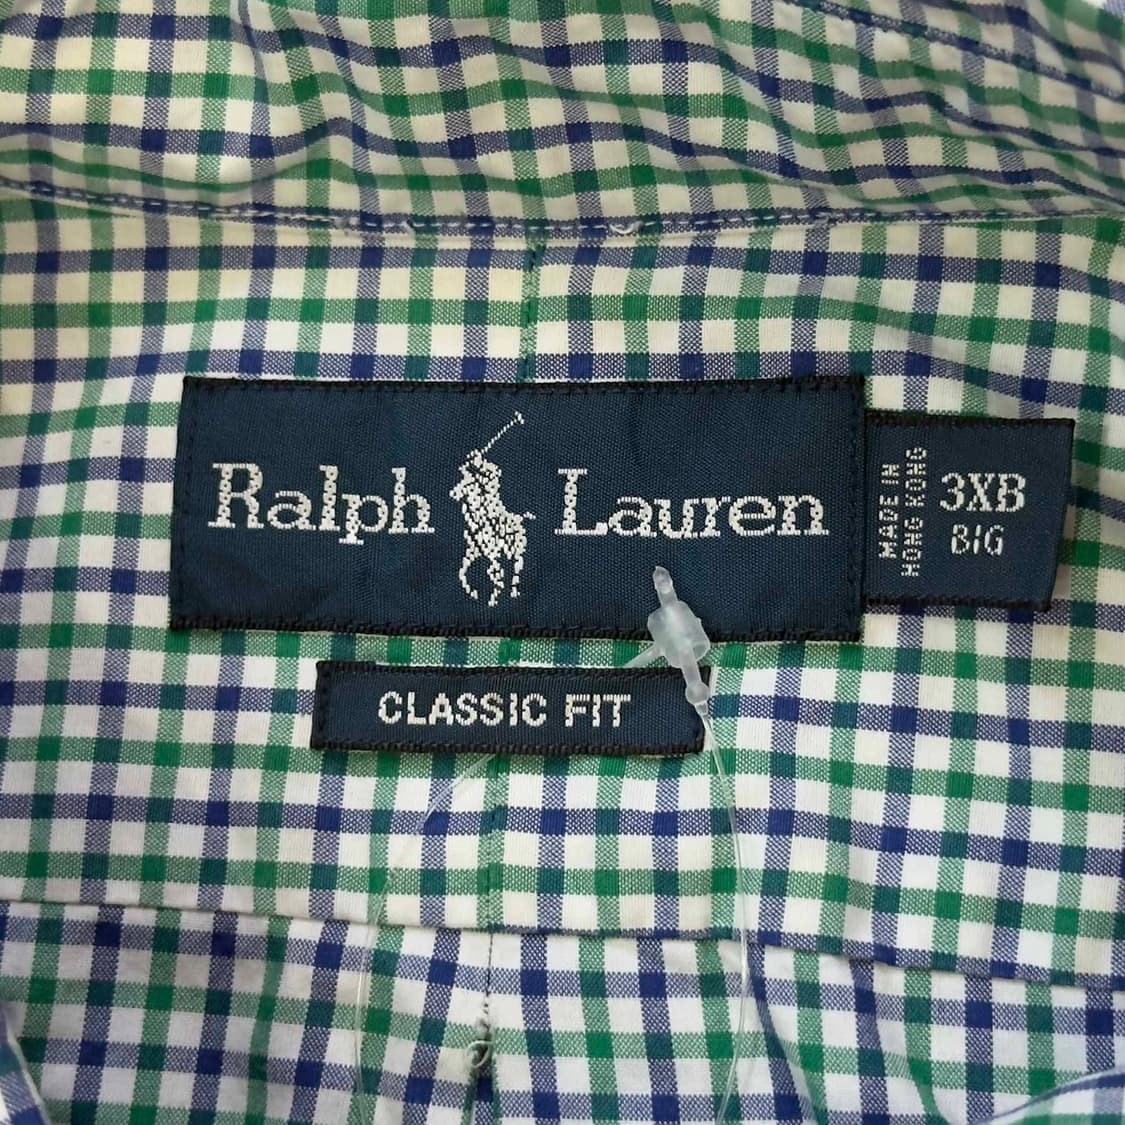 Ralph Lauren
MADE IN
HONG KONG
3XB
BIG
CLASSIC FIT